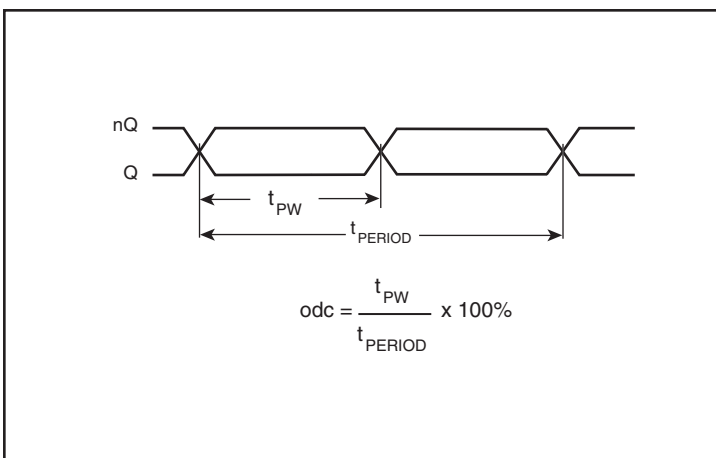 nQ
Q
tPW
tPERIOD
odc = tPW / tPERIOD x 100%